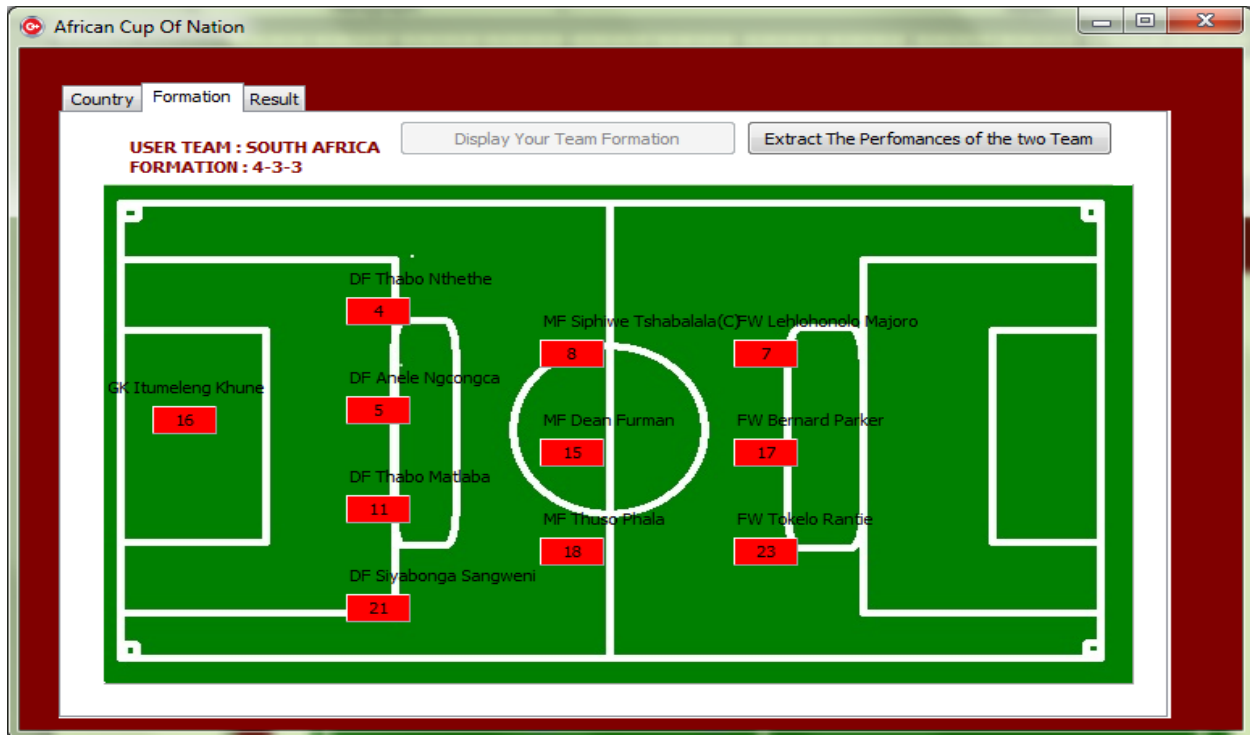 African Cup Of Nation
Country Formation Result
USER TEAM : SOUTH AFRICA
FORMATION : 4-3-3
Display Your Team Formation
Extract The Perfomances of the two Team
GK Itumeleng Khune
16
DF Thabo Nthethe
4
DF Anele Ngcongca
5
DF Thabo Matlaba
11
DF Siyabonga Sangweni
21
MF Siphiwe Tshabalala(C)
8
MF Dean Furman
15
MF Thuso Phala
18
FW Lehlohonolo Majoro
7
FW Bernard Parker
17
FW Tokelo Rantie
23